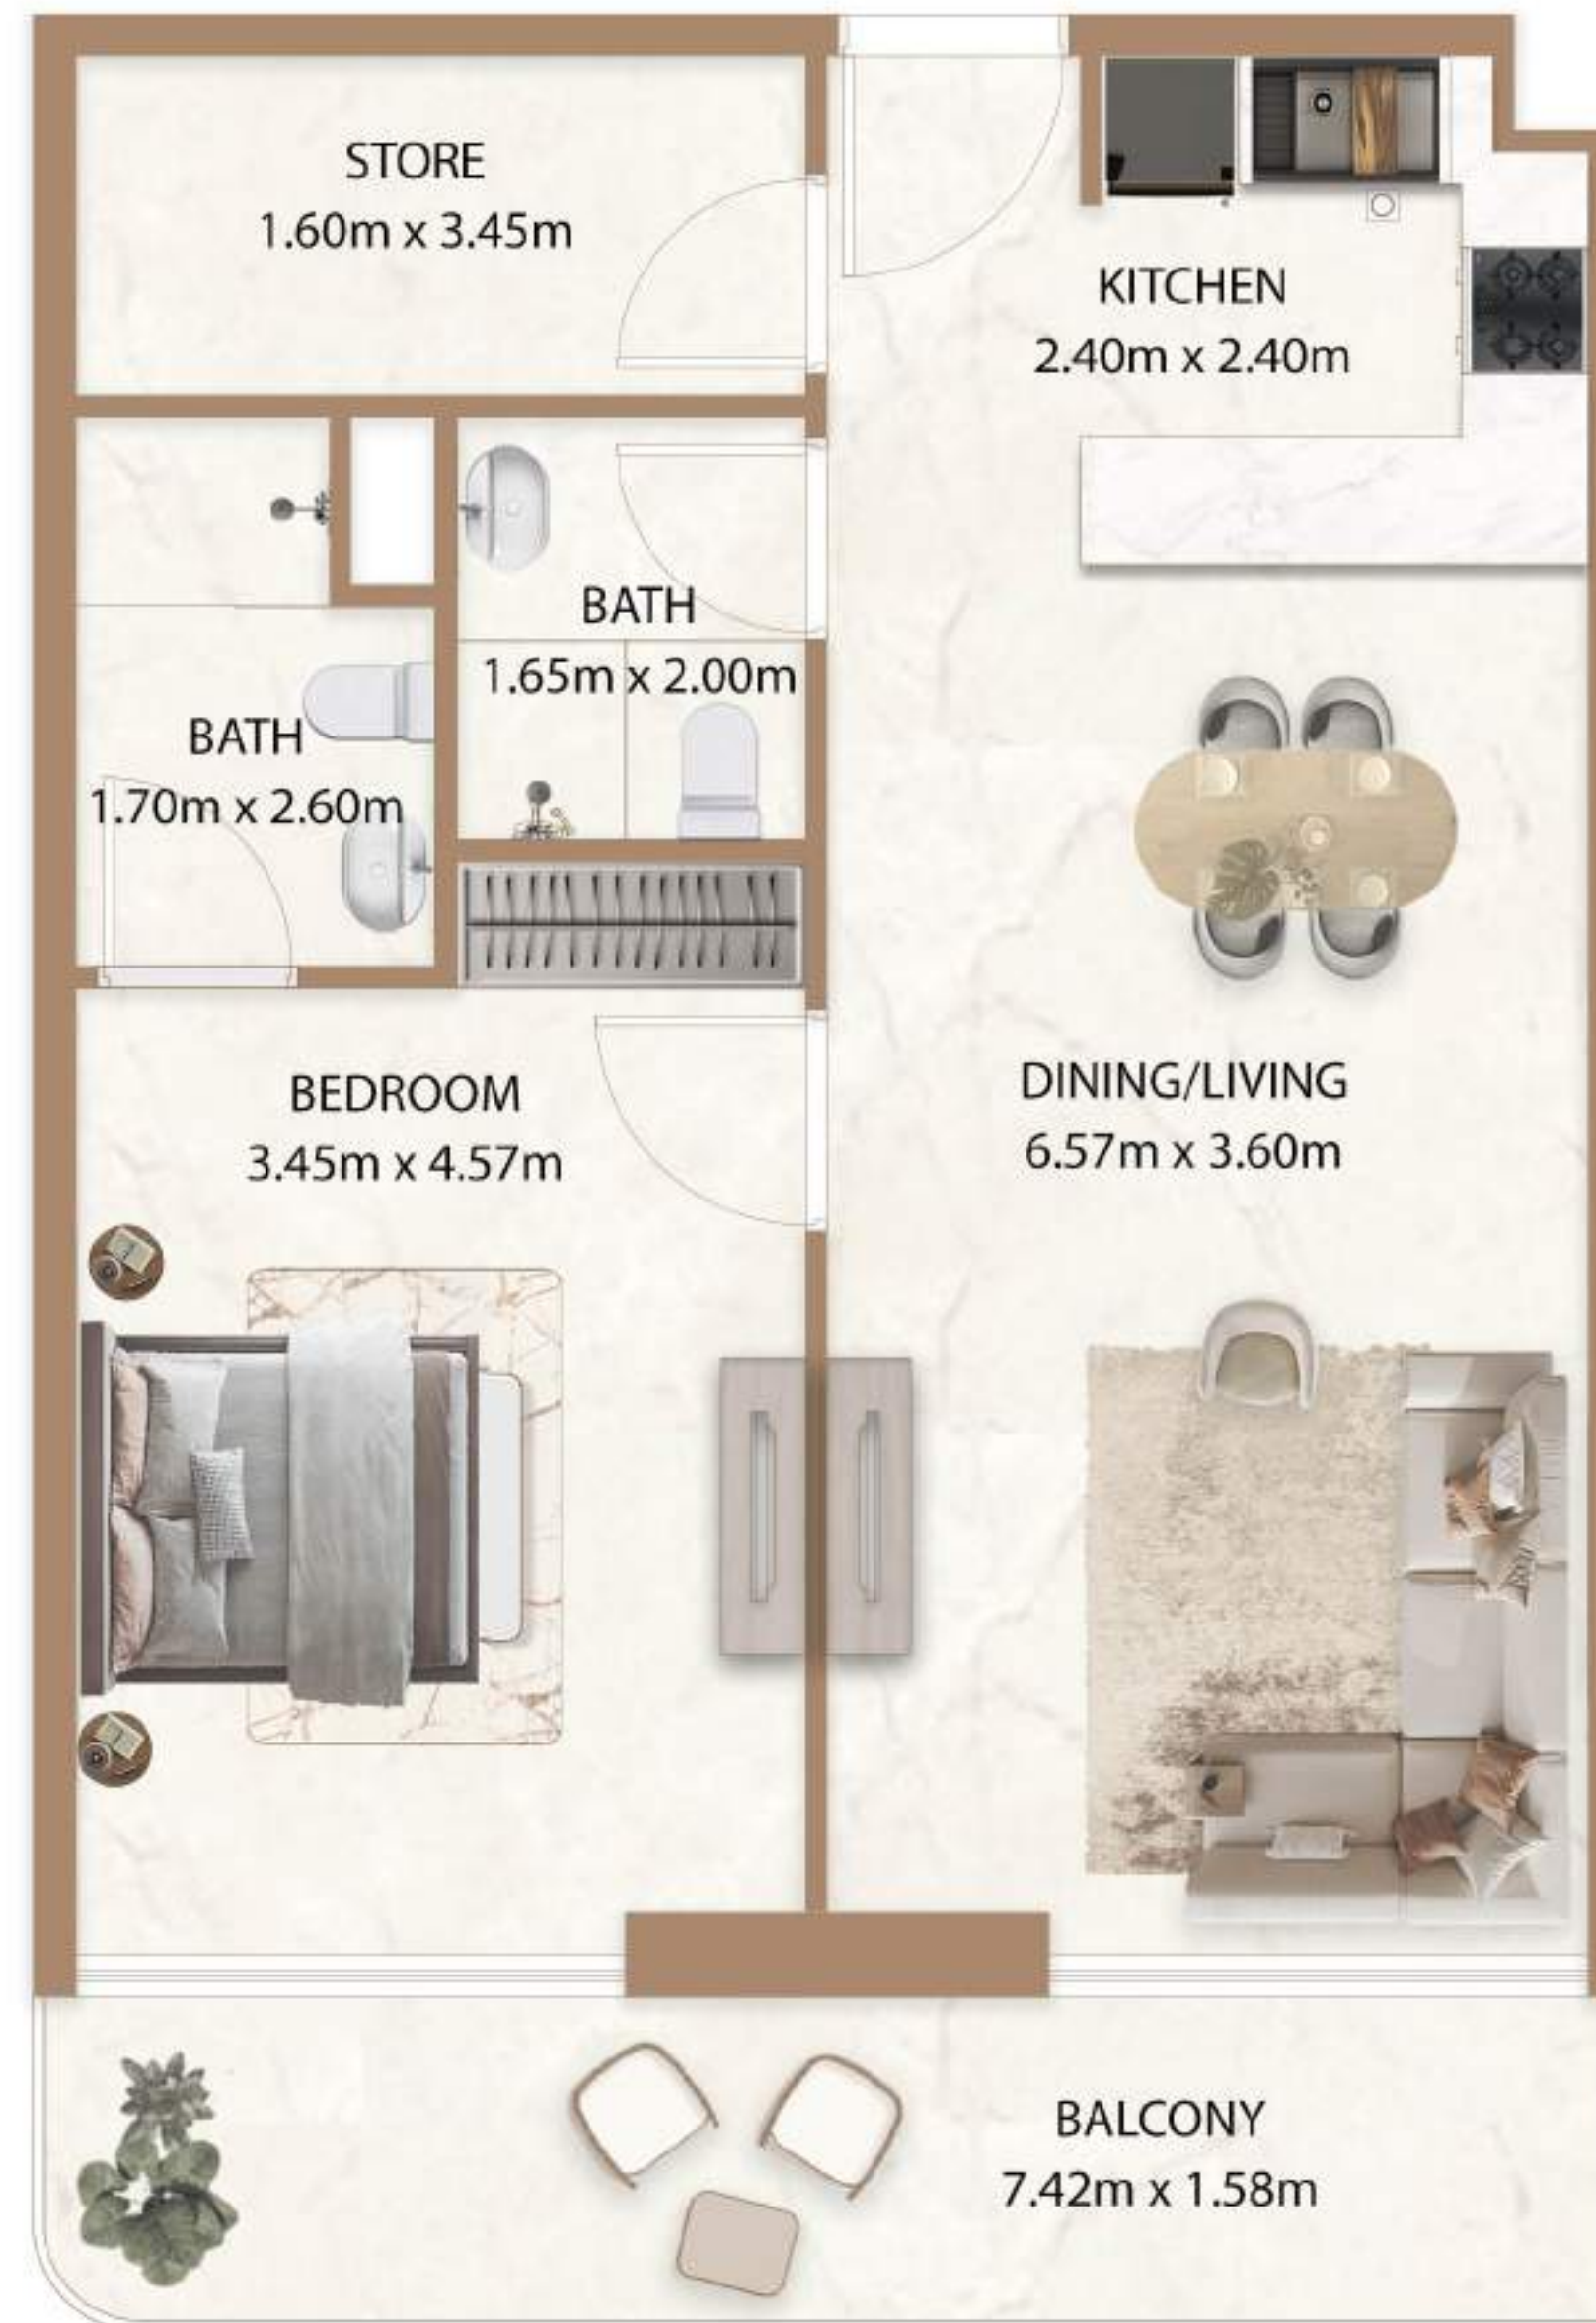 STORE
1.60m x 3.45m
KITCHEN
2.40m x 2.40m
BATH
1.65m x 2.00m
BATH
1.70m x 2.60m
BEDROOM
3.45m x 4.57m
DINING/LIVING
6.57m x 3.60m
BALCONY
7.42m x 1.58m